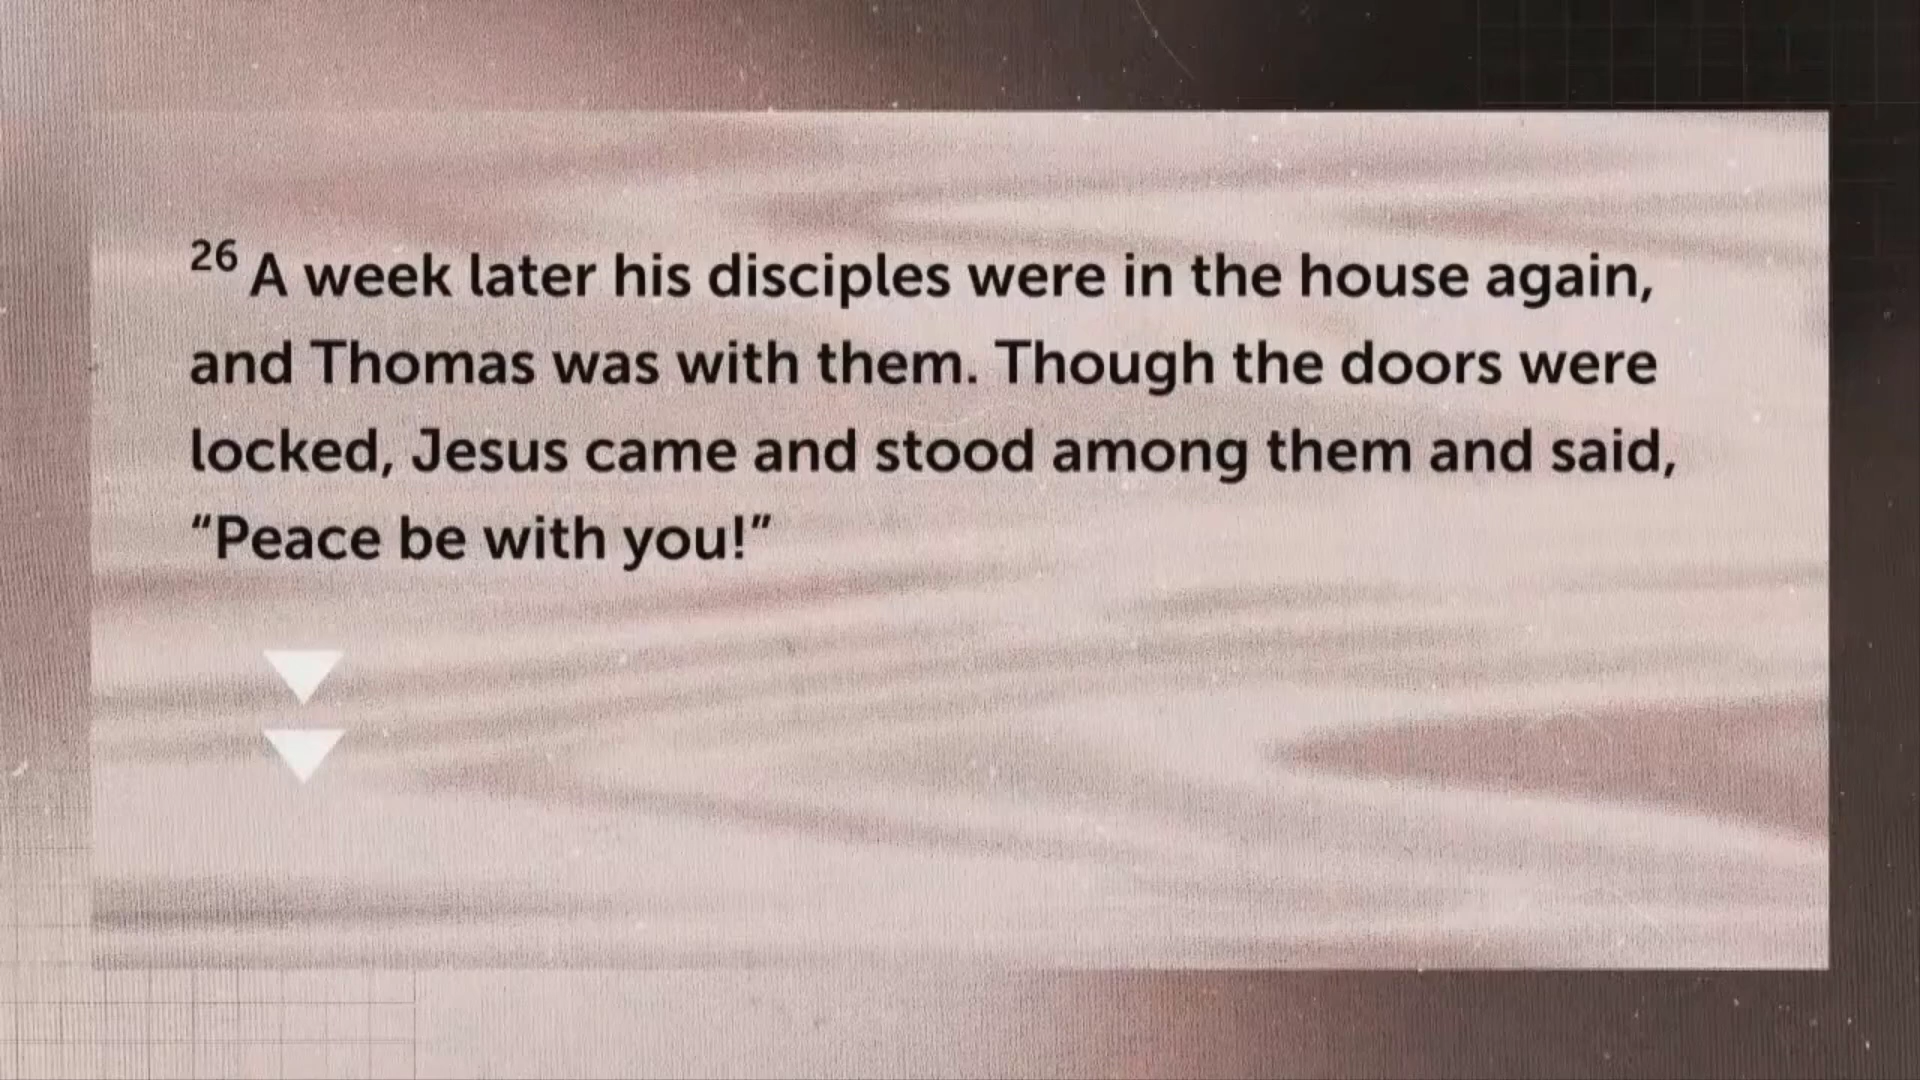 26 A week later his disciples were in the house again,
and Thomas was with them. Though the doors were
locked, Jesus came and stood among them and said,
“Peace be with you!”